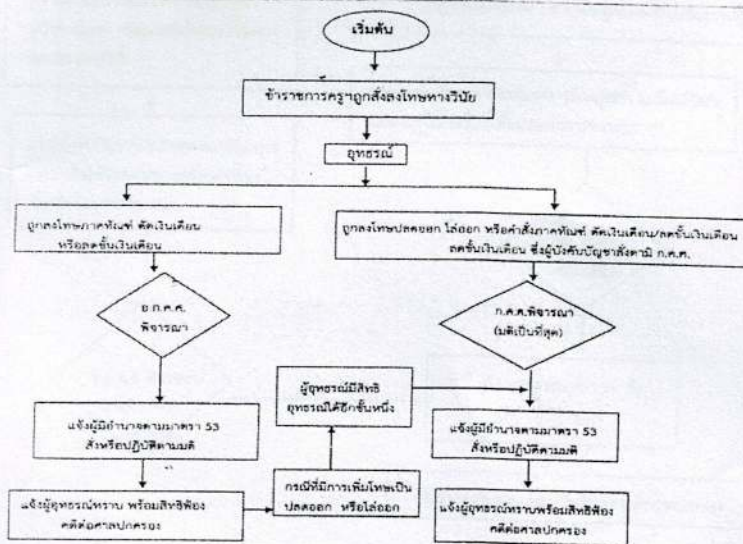 เริ่มต้น
ข้าราชการครูฯถูกสั่งลงโทษทางวินัย
อุทธรณ์
ถูกลงโทษภาคทัณฑ์ ตัดเงินเดือน
หรือลดขั้นเงินเดือน
ถูกลงโทษปลดออก ไล่ออก หรือคำสั่งภาคทัณฑ์ ตัดเงินเดือน/ลดขั้นเงินเดือน
ลดขั้นเงินเดือน ซึ่งผู้บังคับบัญชาสั่งตามมติ ก.ค.ศ.
อ.ก.ค.ศ.
พิจารณา
ก.ค.ศ.พิจารณา
(มติเป็นที่สุด)
ผู้อุทธรณ์มีสิทธิ
อุทธรณ์ได้อีกชั้นหนึ่ง
แจ้งผู้มีอำนาจตามมาตรา 53
สั่งหรือปฏิบัติตามมติ
แจ้งผู้มีอำนาจตามมาตรา 53
สั่งหรือปฏิบัติตามมติ
กรณีที่มีการเพิ่มโทษเป็น
ปลดออก หรือไล่ออก
แจ้งผู้อุทธรณ์ทราบ พร้อมสิทธิฟ้อง
คดีต่อศาลปกครอง
แจ้งผู้อุทธรณ์ทราบพร้อมสิทธิฟ้อง
คดีต่อศาลปกครอง